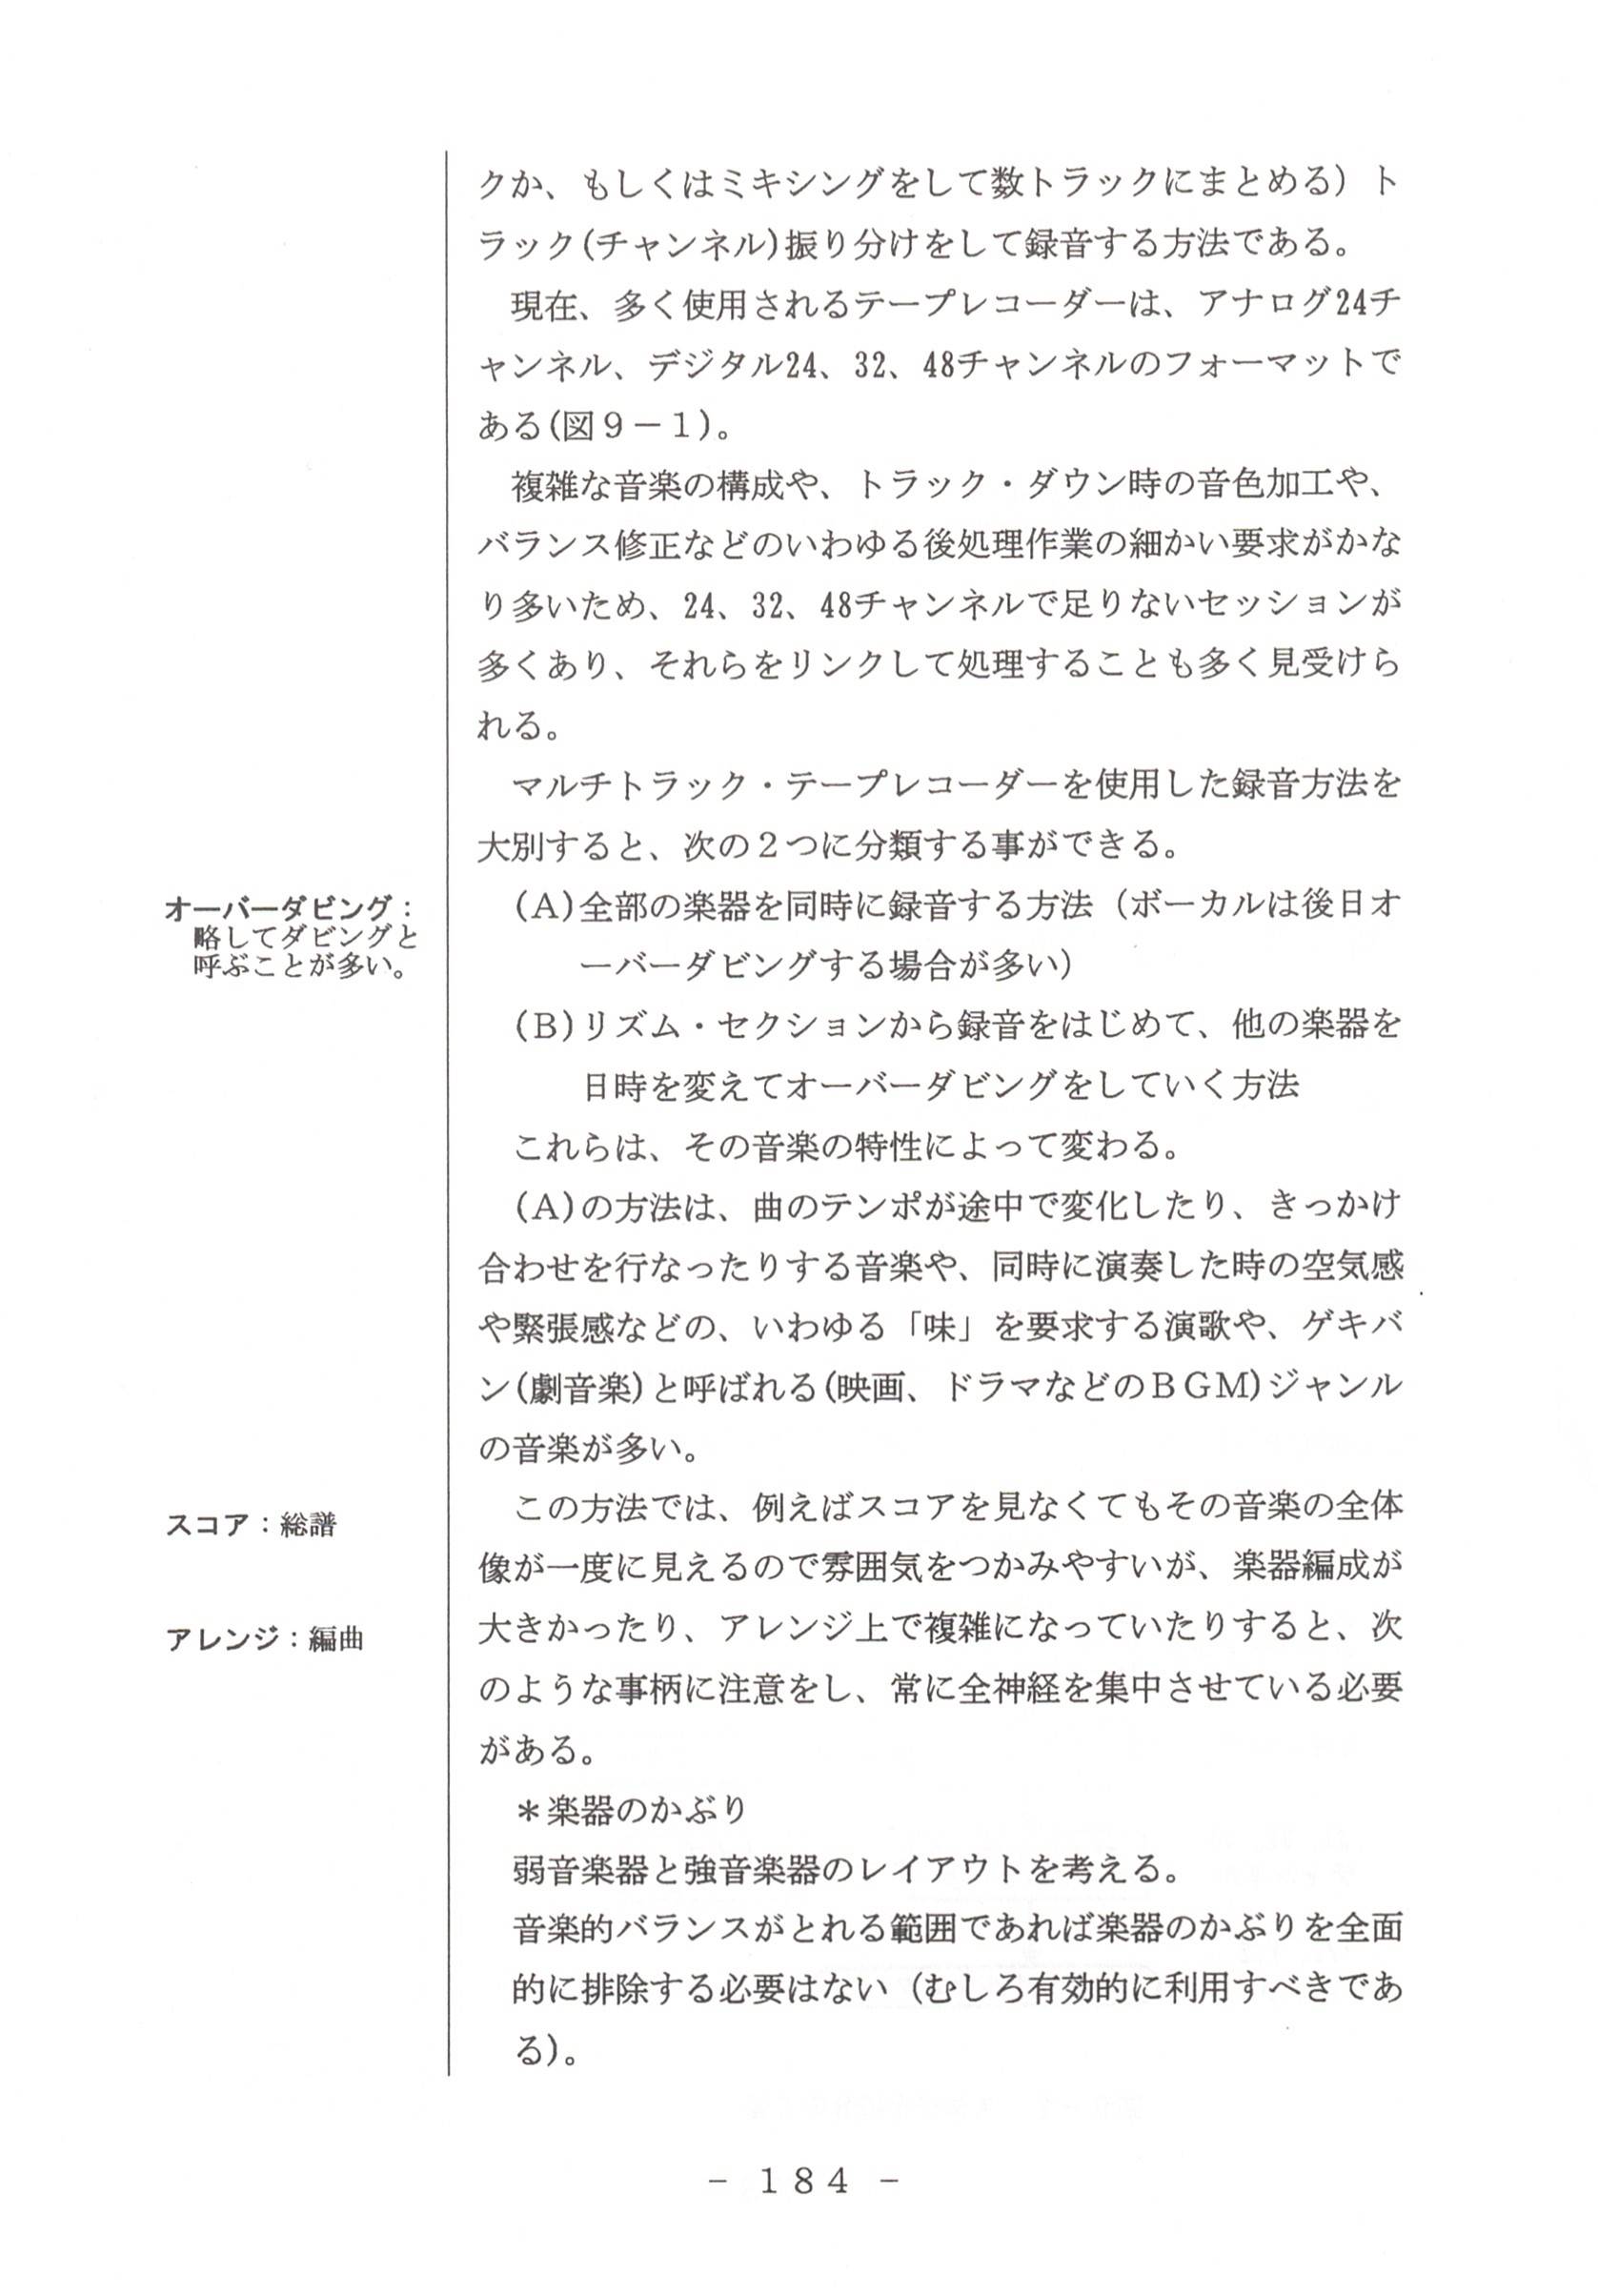 クか、もしくはミキシングをして数トラックにまとめる）ト
ラック(チャンネル)振り分けをして録音する方法である。
現在、多く使用されるテープレコーダーは、アナログ24チ
ャンネル、デジタル24、32、48チャンネルのフォーマットで
ある(図９－１)。
複雑な音楽の構成や、トラック・ダウン時の音色加工や、
バランス修正などのいわゆる後処理作業の細かい要求がかな
り多いため、24、32、48チャンネルで足りないセッションが
多くあり、それらをリンクして処理することも多く見受けら
れる。
マルチトラック・テープレコーダーを使用した録音方法を
大別すると、次の２つに分類する事ができる。
オーバーダビング：
略してダビングと
呼ぶことが多い。
(Ａ)全部の楽器を同時に録音する方法（ボーカルは後日オ
ーバーダビングする場合が多い）
(Ｂ)リズム・セクションから録音をはじめて、他の楽器を
日時を変えてオーバーダビングをしていく方法
これらは、その音楽の特性によって変わる。
(Ａ)の方法は、曲のテンポが途中で変化したり、きっかけ
合わせを行なったりする音楽や、同時に演奏した時の空気感
や緊張感などの、いわゆる「味」を要求する演歌や、ゲキバ
ン(劇音楽)と呼ばれる(映画、ドラマなどのＢＧＭ)ジャンル
の音楽が多い。
スコア：総譜
この方法では、例えばスコアを見なくてもその音楽の全体
像が一度に見えるので雰囲気をつかみやすいが、楽器編成が
アレンジ：編曲
大きかったり、アレンジ上で複雑になっていたりすると、次
のような事柄に注意をし、常に全神経を集中させている必要
がある。
＊楽器のかぶり
弱音楽器と強音楽器のレイアウトを考える。
音楽的バランスがとれる範囲であれば楽器のかぶりを全面
的に排除する必要はない（むしろ有効的に利用すべきであ
る)。
- 184 -